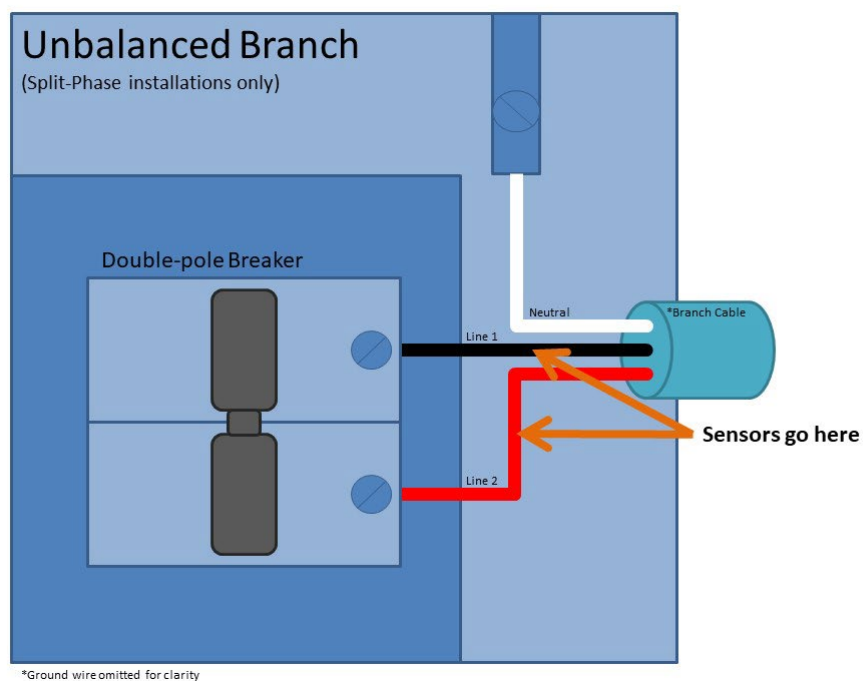 Unbalanced Branch
(Split-Phase installations only)
Double-pole Breaker
Neutral
*Branch Cable
Line 1
Sensors go here
Line 2
*Ground wire omitted for clarity